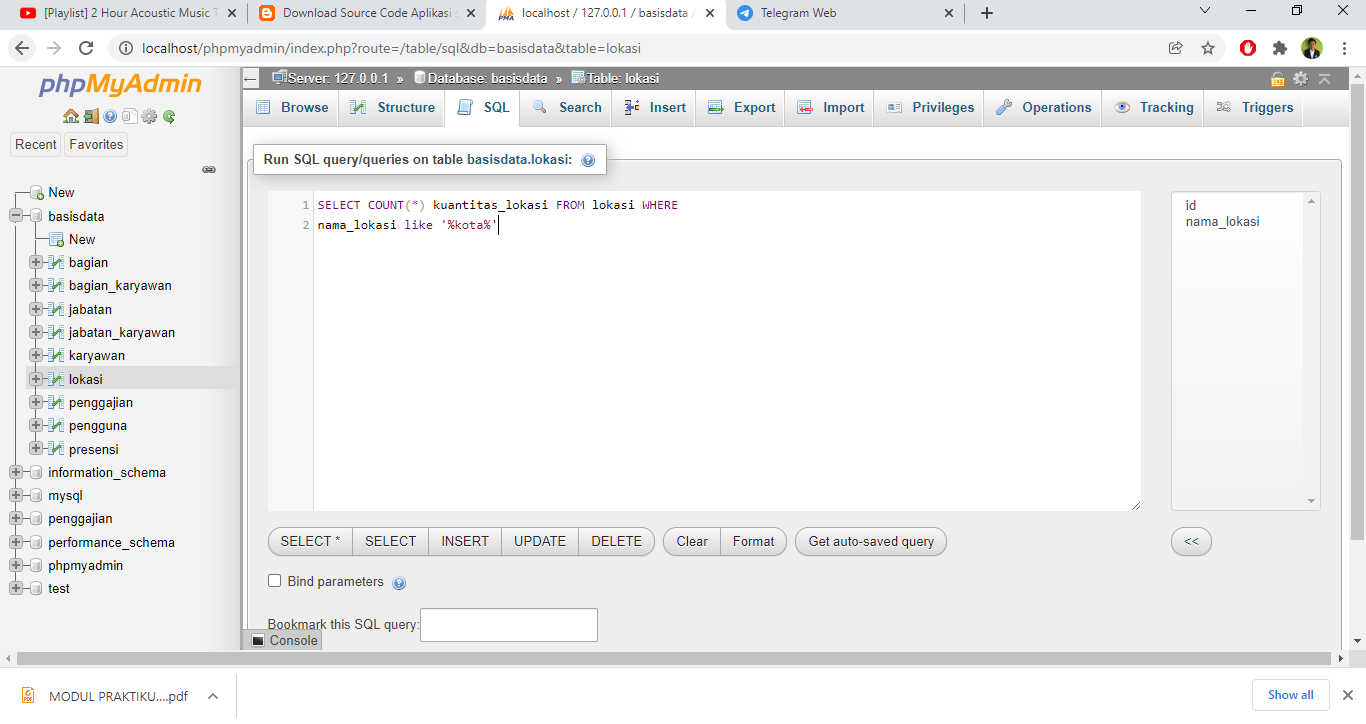 [Playlist] 2 Hour Acoustic Music T
Download Source Code Aplikasi s
localhost / 127.0.0.1 / basisdata /
Telegram Web
localhost/phpmyadmin/index.php?route=/table/sql&db=basisdata&table=lokasi
phpMyAdmin
Recent
Favorites
New
basisdata
New
bagian
bagian_karyawan
jabatan
jabatan_karyawan
karyawan
lokasi
penggajian
pengguna
presensi
information_schema
mysql
penggajian
performance_schema
phpmyadmin
test
Server: 127.0.0.1 » Database: basisdata » Table: lokasi
Browse Structure SQL Search Insert Export Import Privileges Operations Tracking Triggers
Run SQL query/queries on table basisdata.lokasi:
1 SELECT COUNT(*) kuantitas_lokasi FROM lokasi WHERE
2 nama_lokasi like '%kota%'
id
nama_lokasi
SELECT * SELECT INSERT UPDATE DELETE Clear Format Get auto-saved query <<
Bind parameters
Bookmark this SQL query:
Console
MODUL PRAKTIKU....pdf
Show all